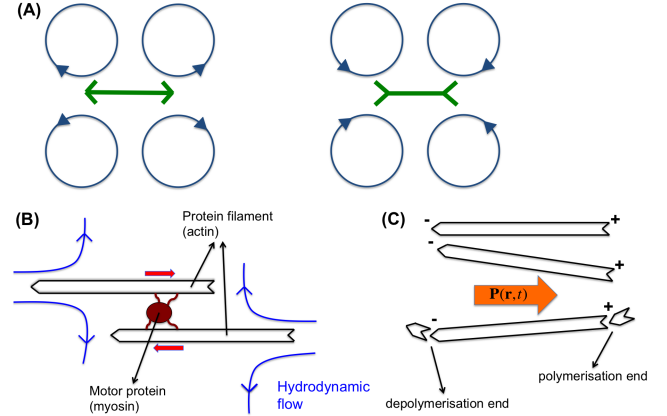 (A)
(B)
Protein filament
(actin)
Motor protein
(myosin)
Hydrodynamic
flow
(C)
-
+
-
+
P(r,t)
-
+
polymerisation end
depolymerisation end